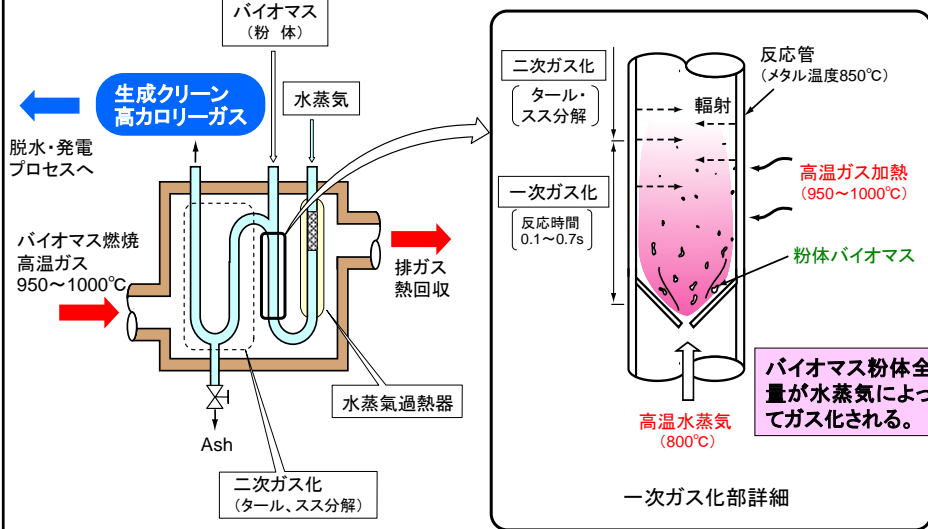 バイオマス
（粉 体）
生成クリーン
高カロリーガス
水蒸気
脱水・発電
プロセスへ
バイオマス燃焼
高温ガス
950～1000℃
排ガス
熱回収
水蒸氣過熱器
Ash
二次ガス化
（タール、スス分解）
二次ガス化
タール・
スス分解
一次ガス化
反応時間
0.1～0.7s
反応管
（メタル温度850℃）
輻射
高温ガス加熱
（950～1000℃）
粉体バイオマス
バイオマス粉体全
量が水蒸気によっ
てガス化される。
高温水蒸気
（800℃）
一次ガス化部詳細